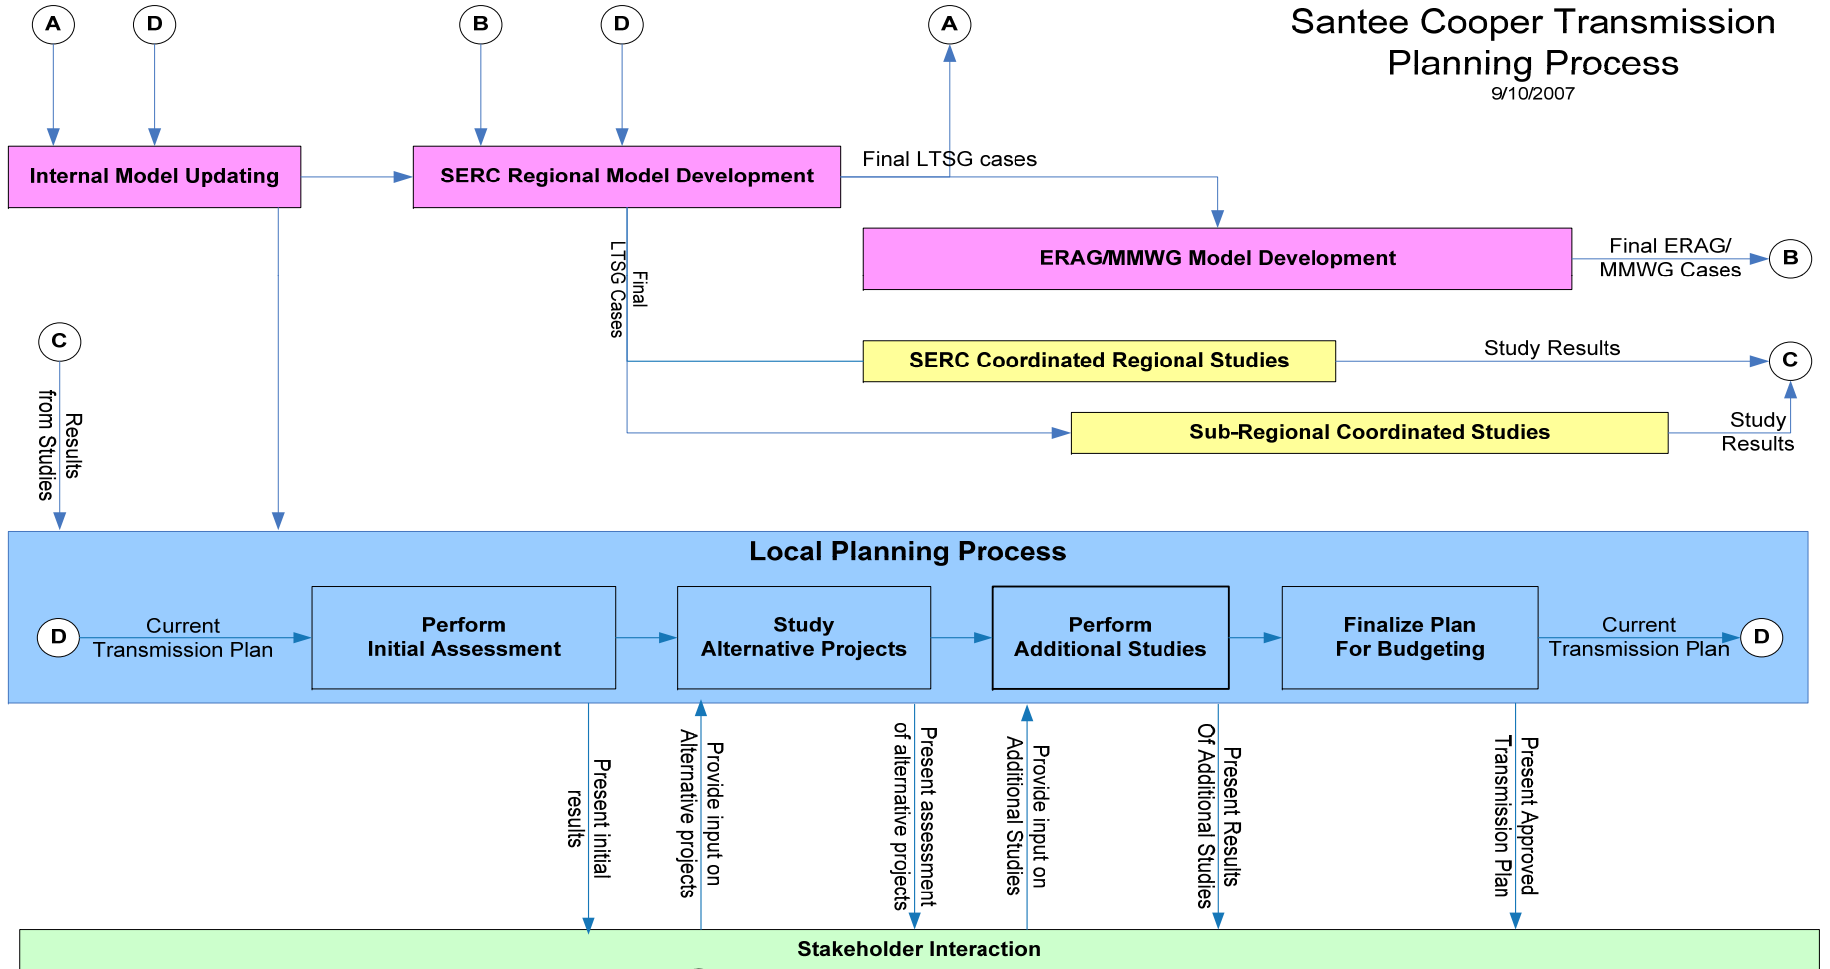 A
D
B
D
A
Santee Cooper Transmission
Planning Process
9/10/2007
Internal Model Updating
SERC Regional Model Development
Final LTSG cases
ERAG/MMWG Model Development
Final ERAG/
MMWG Cases
B
Final
LTSG Cases
C
Results
from Studies
SERC Coordinated Regional Studies
Study Results
C
Sub-Regional Coordinated Studies
Study
Results
Local Planning Process
D
Current
Transmission Plan
Perform
Initial Assessment
Study
Alternative Projects
Perform
Additional Studies
Finalize Plan
For Budgeting
Current
Transmission Plan
D
Present initial
results
Provide input on
Alternative projects
Present assessment
of alternative projects
Provide input on
Additional Studies
Present Results
Of Additional Studies
Present Approved
Transmission Plan
Stakeholder Interaction